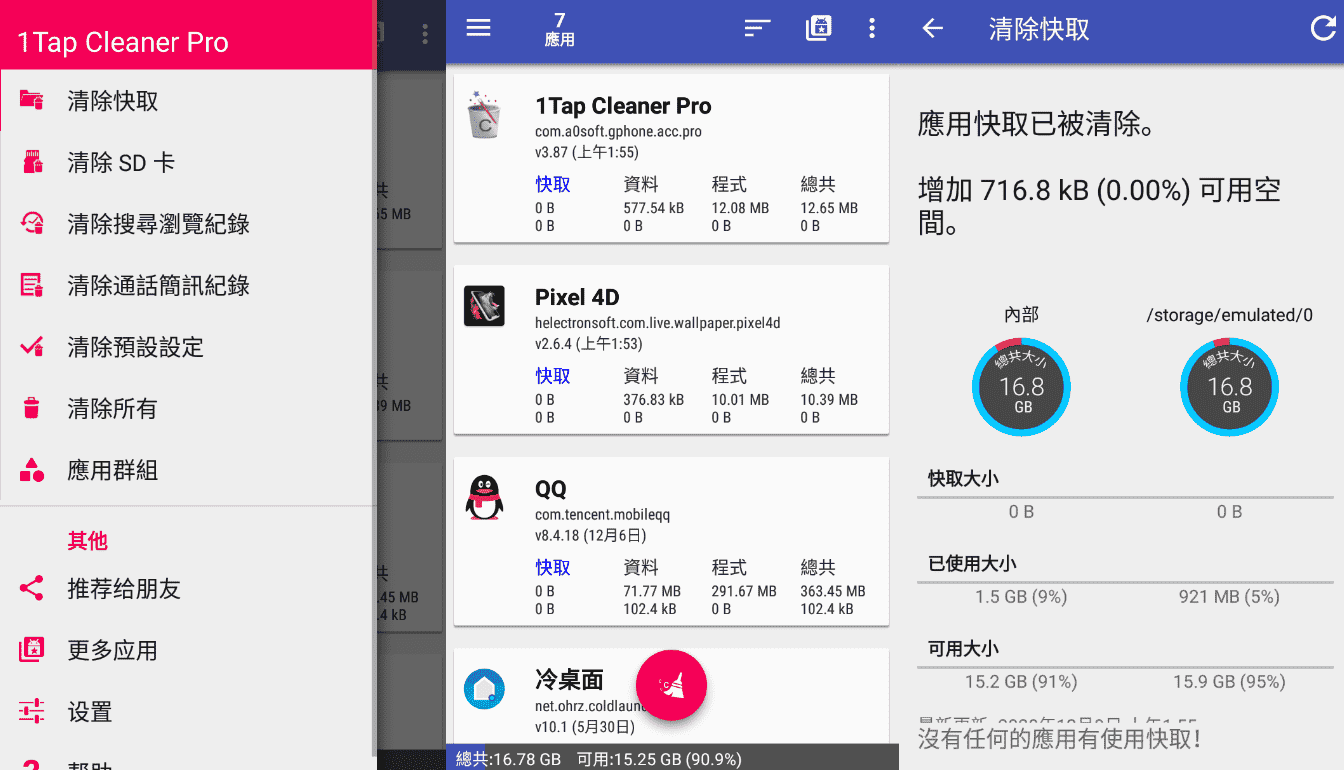 1Tap Cleaner Pro
清除快取
清除 SD 卡
清除搜尋瀏覽紀錄
清除通話簡訊紀錄
清除預設設定
清除所有
應用群組
其他
推荐给朋友
更多应用
设置
帮助
共
65 MB
共
39 MB
共
.45 MB
.4 kB
7
應用
1Tap Cleaner Pro
com.a0soft.gphone.acc.pro
v3.87 (上午1:55)
快取 資料 程式 總共
0 B 577.54 kB 12.08 MB 12.65 MB
0 B 0 B 0 B 0 B
Pixel 4D
helectronsoft.com.live.wallpaper.pixel4d
v2.6.4 (上午1:53)
快取 資料 程式 總共
0 B 376.83 kB 10.01 MB 10.39 MB
0 B 0 B 0 B 0 B
QQ
com.tencent.mobileqq
v8.4.18 (12月6日)
快取 資料 程式 總共
0 B 71.77 MB 291.67 MB 363.45 MB
0 B 102.4 kB 0 B 102.4 kB
冷桌面
net.ohrz.coldlaun
v10.1 (5月30日)
總共:16.78 GB 可用:15.25 GB (90.9%)
清除快取
應用快取已被清除。
增加 716.8 kB (0.00%) 可用空
間。
內部 /storage/emulated/0
總共大小 總共大小
16.8 16.8
GB GB
快取大小
0 B 0 B
已使用大小
1.5 GB (9%) 921 MB (5%)
可用大小
15.2 GB (91%) 15.9 GB (95%)
沒有任何的應用有使用快取!